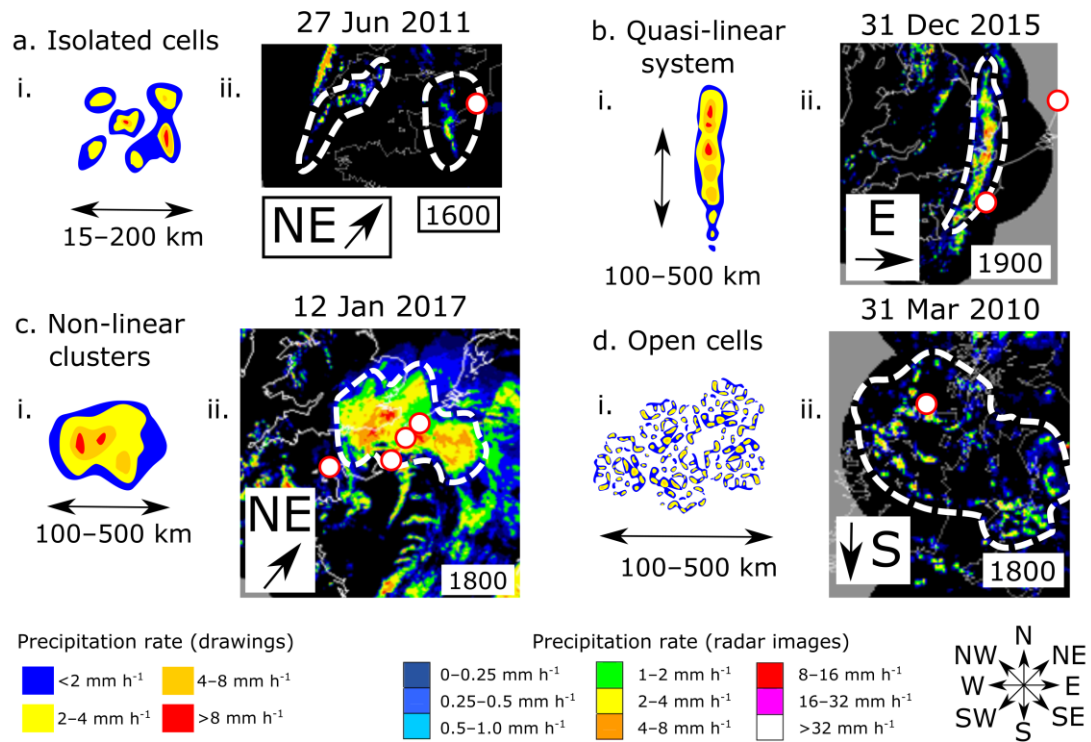 a. Isolated cells
i.
15–200 km
27 Jun 2011
ii.
NE
1600
b. Quasi-linear
system
i.
100–500 km
31 Dec 2015
ii.
E
1900
c. Non-linear
clusters
i.
100–500 km
12 Jan 2017
ii.
NE
1800
d. Open cells
i.
100–500 km
31 Mar 2010
ii.
S
1800
Precipitation rate (drawings)
<2 mm h⁻¹
2–4 mm h⁻¹
4–8 mm h⁻¹
>8 mm h⁻¹
Precipitation rate (radar images)
0–0.25 mm h⁻¹
0.25–0.5 mm h⁻¹
0.5–1.0 mm h⁻¹
1–2 mm h⁻¹
2–4 mm h⁻¹
4–8 mm h⁻¹
8–16 mm h⁻¹
16–32 mm h⁻¹
>32 mm h⁻¹
N
NW NE
W E
SW SE
S